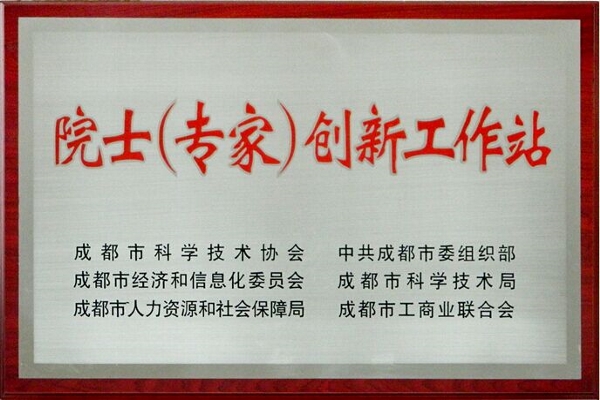 院士(专家)创新工作站
成都市科学技术协会 中共成都市委组织部
成都市经济和信息化委员会 成都市科学技术局
成都市人力资源和社会保障局 成都市工商业联合会